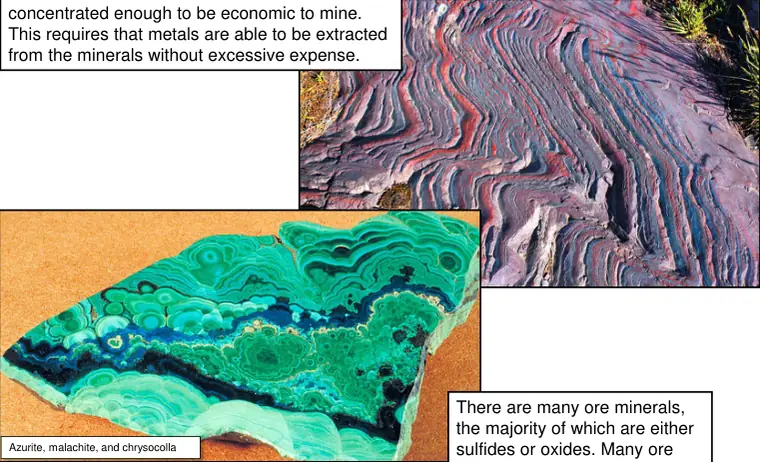 concentrated enough to be economic to mine.
This requires that metals are able to be extracted
from the minerals without excessive expense.
Azurite, malachite, and chrysocolla
There are many ore minerals,
the majority of which are either
sulfides or oxides. Many ore